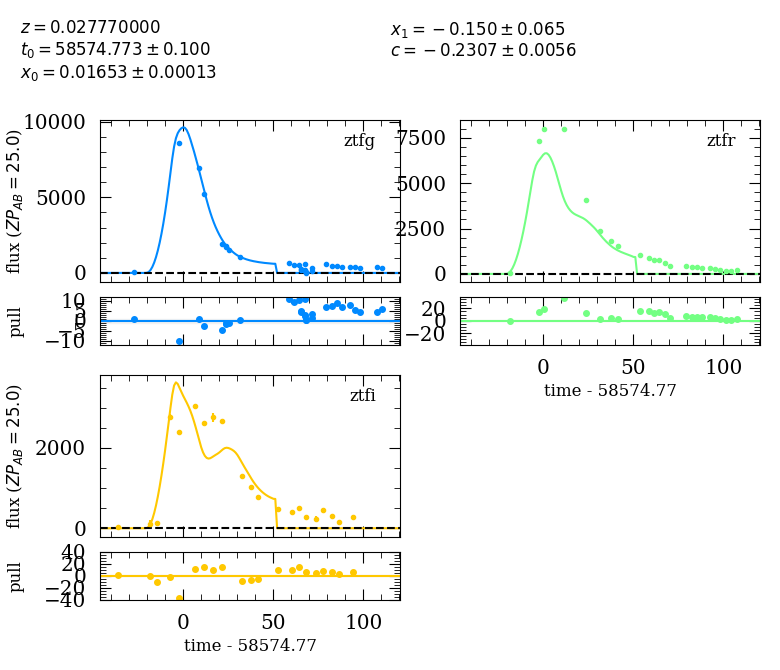 z = 0.027770000
t₀ = 58574.773 ± 0.100
x₀ = 0.01653 ± 0.00013
x₁ = −0.150 ± 0.065
c = −0.2307 ± 0.0056
10000
5000
0
flux (ZP_AB = 25.0)
ztfg
7500
5000
2500
0
ztfr
10
5
0
−5
−10
pull
20
0
−20
0 50 100
time - 58574.77
2000
0
flux (ZP_AB = 25.0)
ztfi
40
20
0
−20
−40
pull
0 50 100
time - 58574.77